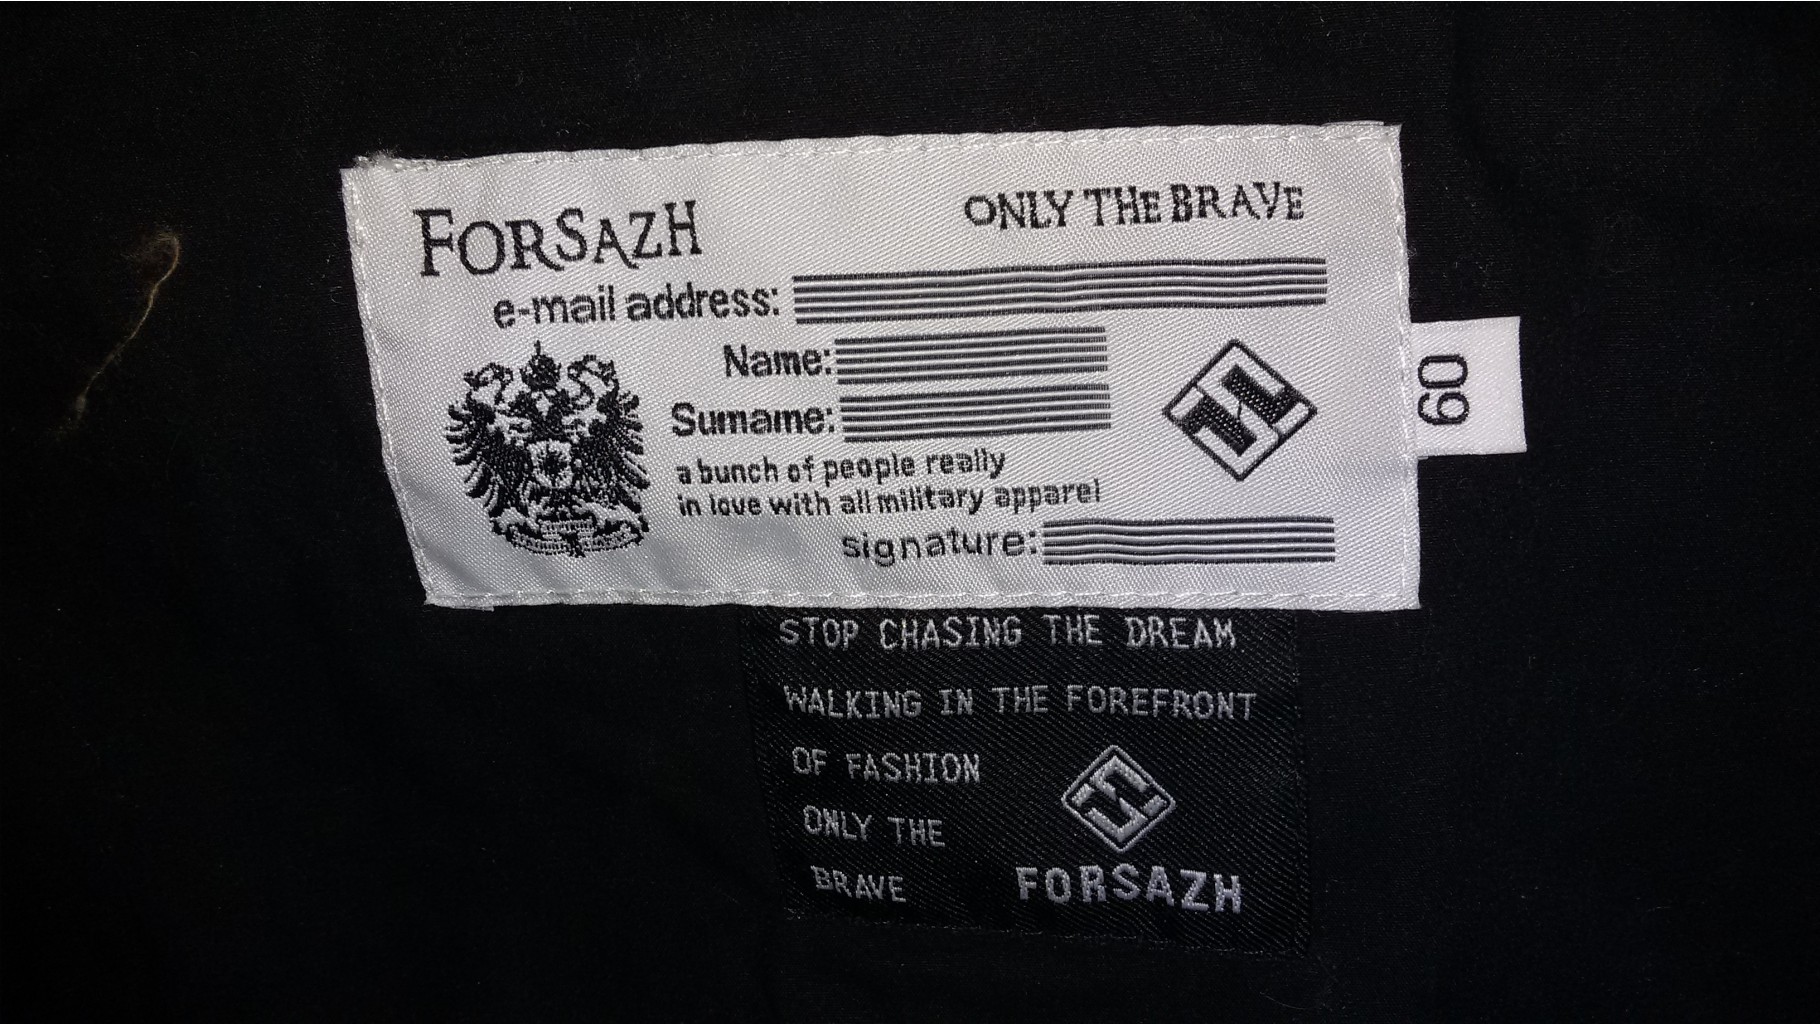 FORSAZH
ONLY THE BRAVE
e-mail address:
Name:
Surname:
a bunch of people really
in love with all military apparel
signature:
60
STOP CHASING THE DREAM
WALKING IN THE FOREFRONT
OF FASHION
ONLY THE
BRAVE
FORSAZH